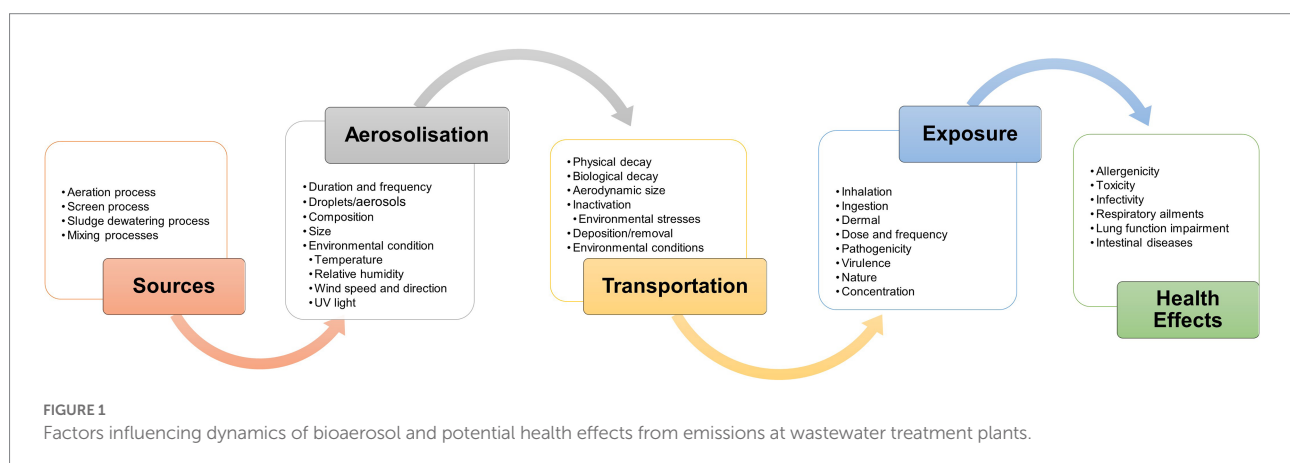 • Aeration process
• Screen process
• Sludge dewatering process
• Mixing processes
Sources
Aerosolisation
• Duration and frequency
• Droplets/aerosols
• Composition
• Size
• Environmental condition
• Temperature
• Relative humidity
• Wind speed and direction
• UV light
• Physical decay
• Biological decay
• Aerodynamic size
• Inactivation
• Environmental stresses
• Deposition/removal
• Environmental conditions
Transportation
Exposure
• Inhalation
• Ingestion
• Dermal
• Dose and frequency
• Pathogenicity
• Virulence
• Nature
• Concentration
• Allergenicity
• Toxicity
• Infectivity
• Respiratory ailments
• Lung function impairment
• Intestinal diseases
Health
Effects
FIGURE 1
Factors influencing dynamics of bioaerosol and potential health effects from emissions at wastewater treatment plants.